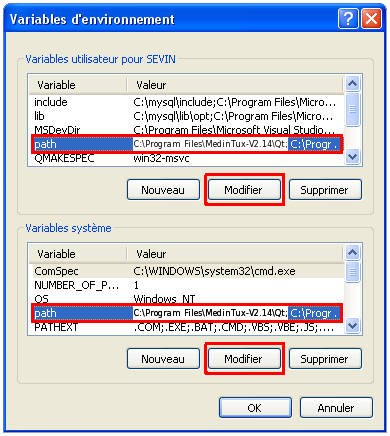 Variables d'environnement
Variables utilisateur pour SEVIN
Variable Valeur
include C:\mysql\include;C:\Program Files\Micro...
lib C:\mysql\lib\opt;C:\Program Files\Micro...
MSDevDir C:\Program Files\Microsoft Visual Studio...
path C:\Program Files\MedinTux-V2.14\Qt; C:\Progr .
QMAKESPEC win32-msvc
Nouveau Modifier Supprimer
Variables système
Variable Valeur
ComSpec C:\WINDOWS\system32\cmd.exe
NUMBER_OF_P... 1
OS Windows_NT
path C:\Program Files\MedinTux-V2.14\Qt; C:\Progr .
PATHEXT .COM;.EXE;.BAT;.CMD;.VBS;.VBE;.JS;....
Nouveau Modifier Supprimer
OK Annuler